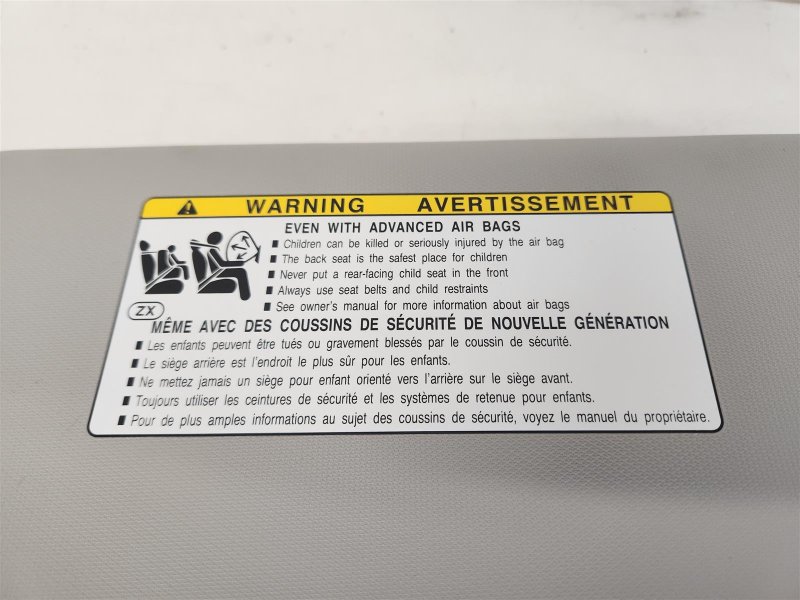 WARNING AVERTISSEMENT
EVEN WITH ADVANCED AIR BAGS
■ Children can be killed or seriously injured by the air bag
■ The back seat is the safest place for children
■ Never put a rear-facing child seat in the front
■ Always use seat belts and child restraints
■ See owner's manual for more information about air bags
ZX
MÊME AVEC DES COUSSINS DE SÉCURITÉ DE NOUVELLE GÉNÉRATION
■ Les enfants peuvent être tués ou gravement blessés par le coussin de sécurité.
■ Le siège arrière est l'endroit le plus sûr pour les enfants.
■ Ne mettez jamais un siège pour enfant orienté vers l'arrière sur le siège avant.
■ Toujours utiliser les ceintures de sécurité et les systèmes de retenue pour enfants.
■ Pour de plus amples informations au sujet des coussins de sécurité, voyez le manuel du propriétaire.